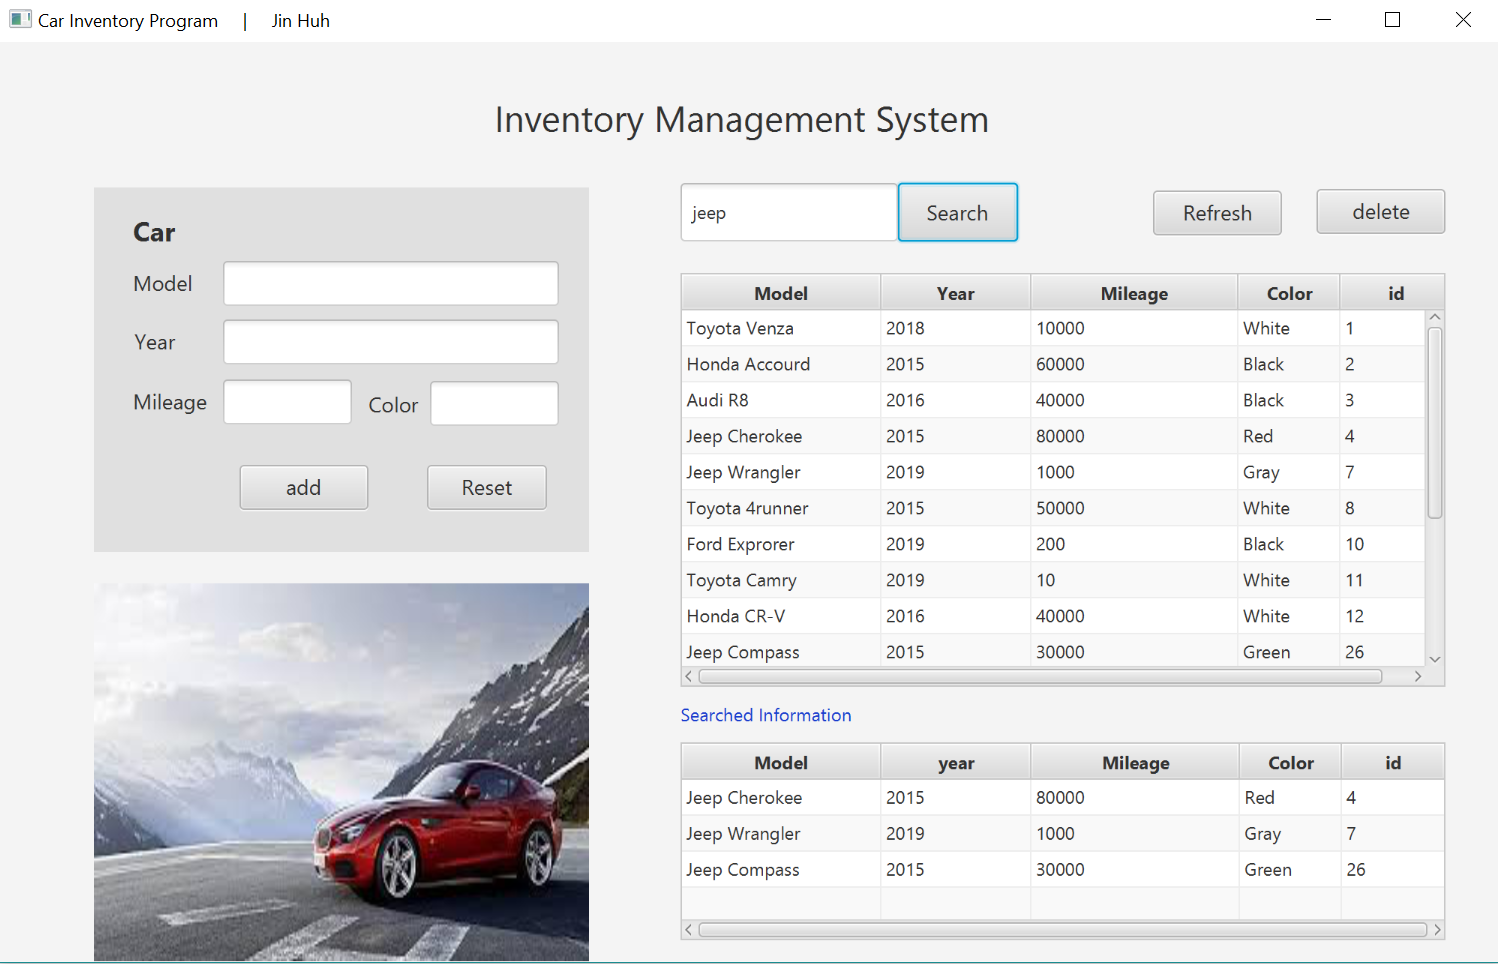 Car Inventory Program | Jin Huh
Inventory Management System
Car
Model
Year
Mileage Color
add Reset
jeep Search Refresh delete
Model Year Mileage Color id
Toyota Venza 2018 10000 White 1
Honda Accourd 2015 60000 Black 2
Audi R8 2016 40000 Black 3
Jeep Cherokee 2015 80000 Red 4
Jeep Wrangler 2019 1000 Gray 7
Toyota 4runner 2015 50000 White 8
Ford Exprorer 2019 200 Black 10
Toyota Camry 2019 10 White 11
Honda CR-V 2016 40000 White 12
Jeep Compass 2015 30000 Green 26
Searched Information
Model year Mileage Color id
Jeep Cherokee 2015 80000 Red 4
Jeep Wrangler 2019 1000 Gray 7
Jeep Compass 2015 30000 Green 26